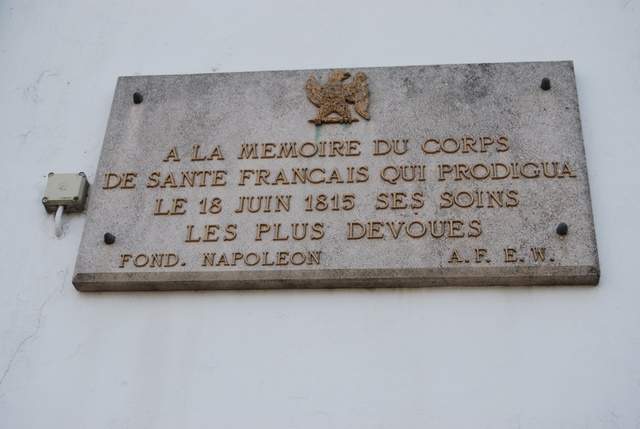 A LA MEMOIRE DU CORPS
DE SANTE FRANCAIS QUI PRODIGUA
LE 18 JUIN 1815 SES SOINS
LES PLUS DEVOUES
FOND. NAPOLEON A. F. E. W.